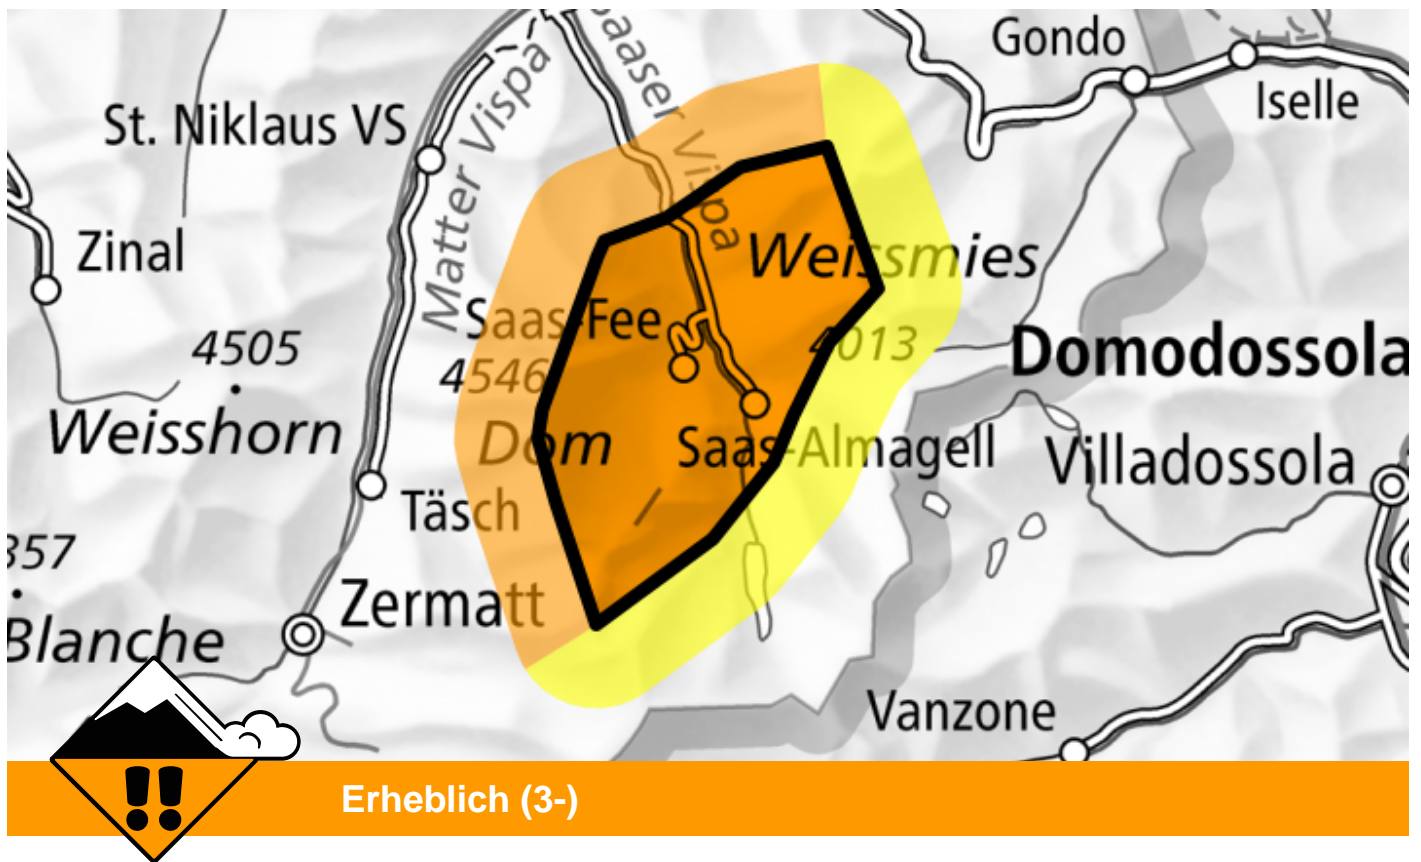 Gondo
Iselle
St. Niklaus VS
Matter Vispa
Saaser Vispa
Zinal
Weissmies
Saas-Fee
4505
4546
4013
Domodossola
Weisshorn
Dom
Saas-Almagell
Villadossola
Täsch
357
Zermatt
Blanche
Vanzone
!!
Erheblich (3-)